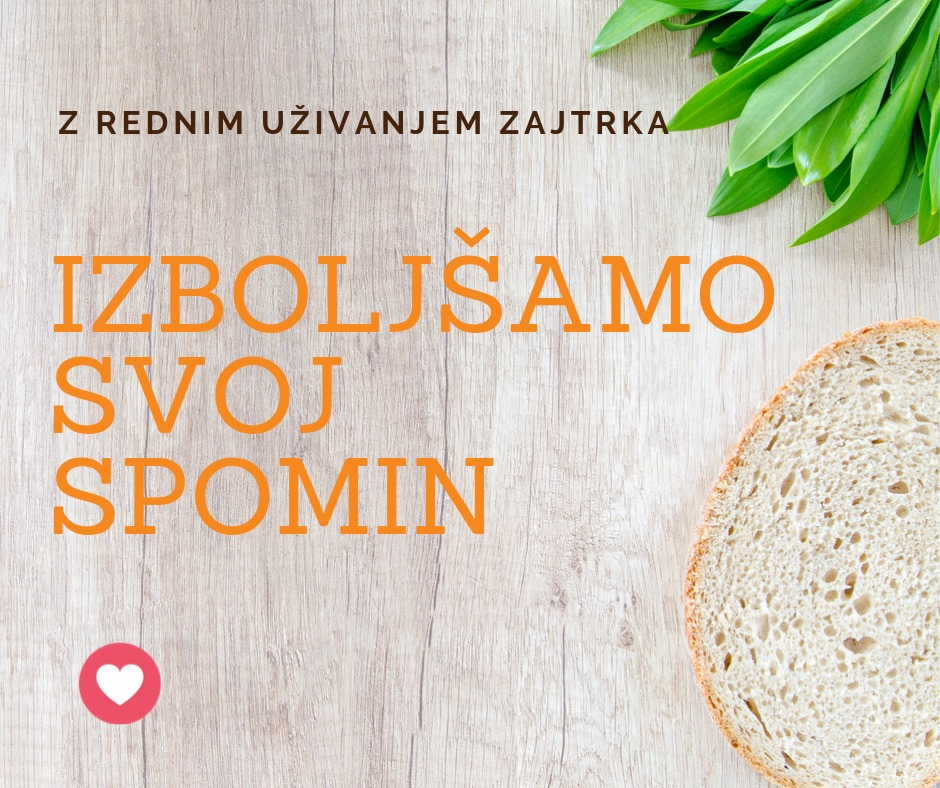 Z REDNIM UŽIVANJEM ZAJTRKA
IZBOLJŠAMO
SVOJ
SPOMIN